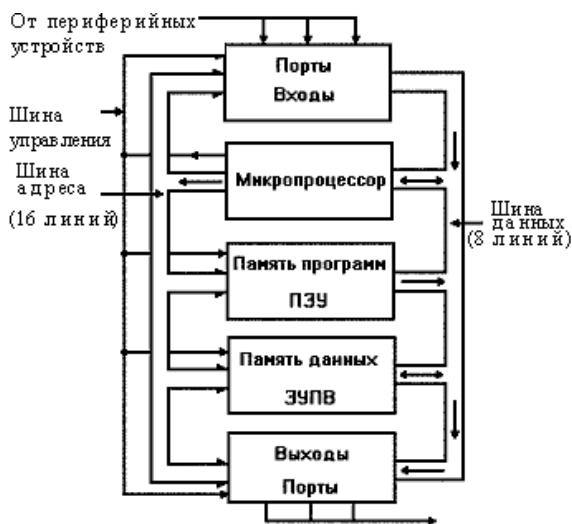 От периферийных
устройств
Порты
Входы
Шина
управления
Шина
адреса
(16 линий)
Микропроцессор
Шина
данных
(8 линий)
Память программ
ПЗУ
Память данных
ЗУПВ
Выходы
Порты